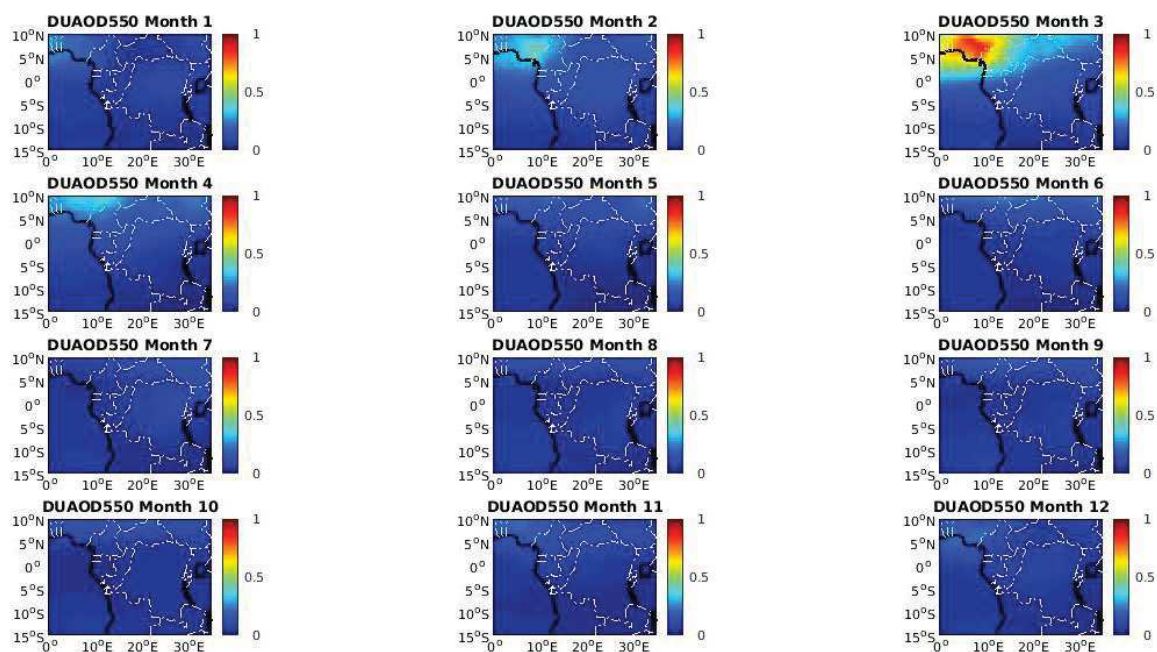 DUAOD550 Month 1
10°N
5°N
0°
5°S
10°S
15°S
0° 10°E 20°E 30°E
1
0.5
0
DUAOD550 Month 2
10°N
5°N
0°
5°S
10°S
15°S
0° 10°E 20°E 30°E
1
0.5
0
DUAOD550 Month 3
10°N
5°N
0°
5°S
10°S
15°S
0° 10°E 20°E 30°E
1
0.5
0
DUAOD550 Month 4
10°N
5°N
0°
5°S
10°S
15°S
0° 10°E 20°E 30°E
1
0.5
0
DUAOD550 Month 5
10°N
5°N
0°
5°S
10°S
15°S
0° 10°E 20°E 30°E
1
0.5
0
DUAOD550 Month 6
10°N
5°N
0°
5°S
10°S
15°S
0° 10°E 20°E 30°E
1
0.5
0
DUAOD550 Month 7
10°N
5°N
0°
5°S
10°S
15°S
0° 10°E 20°E 30°E
1
0.5
0
DUAOD550 Month 8
10°N
5°N
0°
5°S
10°S
15°S
0° 10°E 20°E 30°E
1
0.5
0
DUAOD550 Month 9
10°N
5°N
0°
5°S
10°S
15°S
0° 10°E 20°E 30°E
1
0.5
0
DUAOD550 Month 10
10°N
5°N
0°
5°S
10°S
15°S
0° 10°E 20°E 30°E
1
0.5
0
DUAOD550 Month 11
10°N
5°N
0°
5°S
10°S
15°S
0° 10°E 20°E 30°E
1
0.5
0
DUAOD550 Month 12
10°N
5°N
0°
5°S
10°S
15°S
0° 10°E 20°E 30°E
1
0.5
0